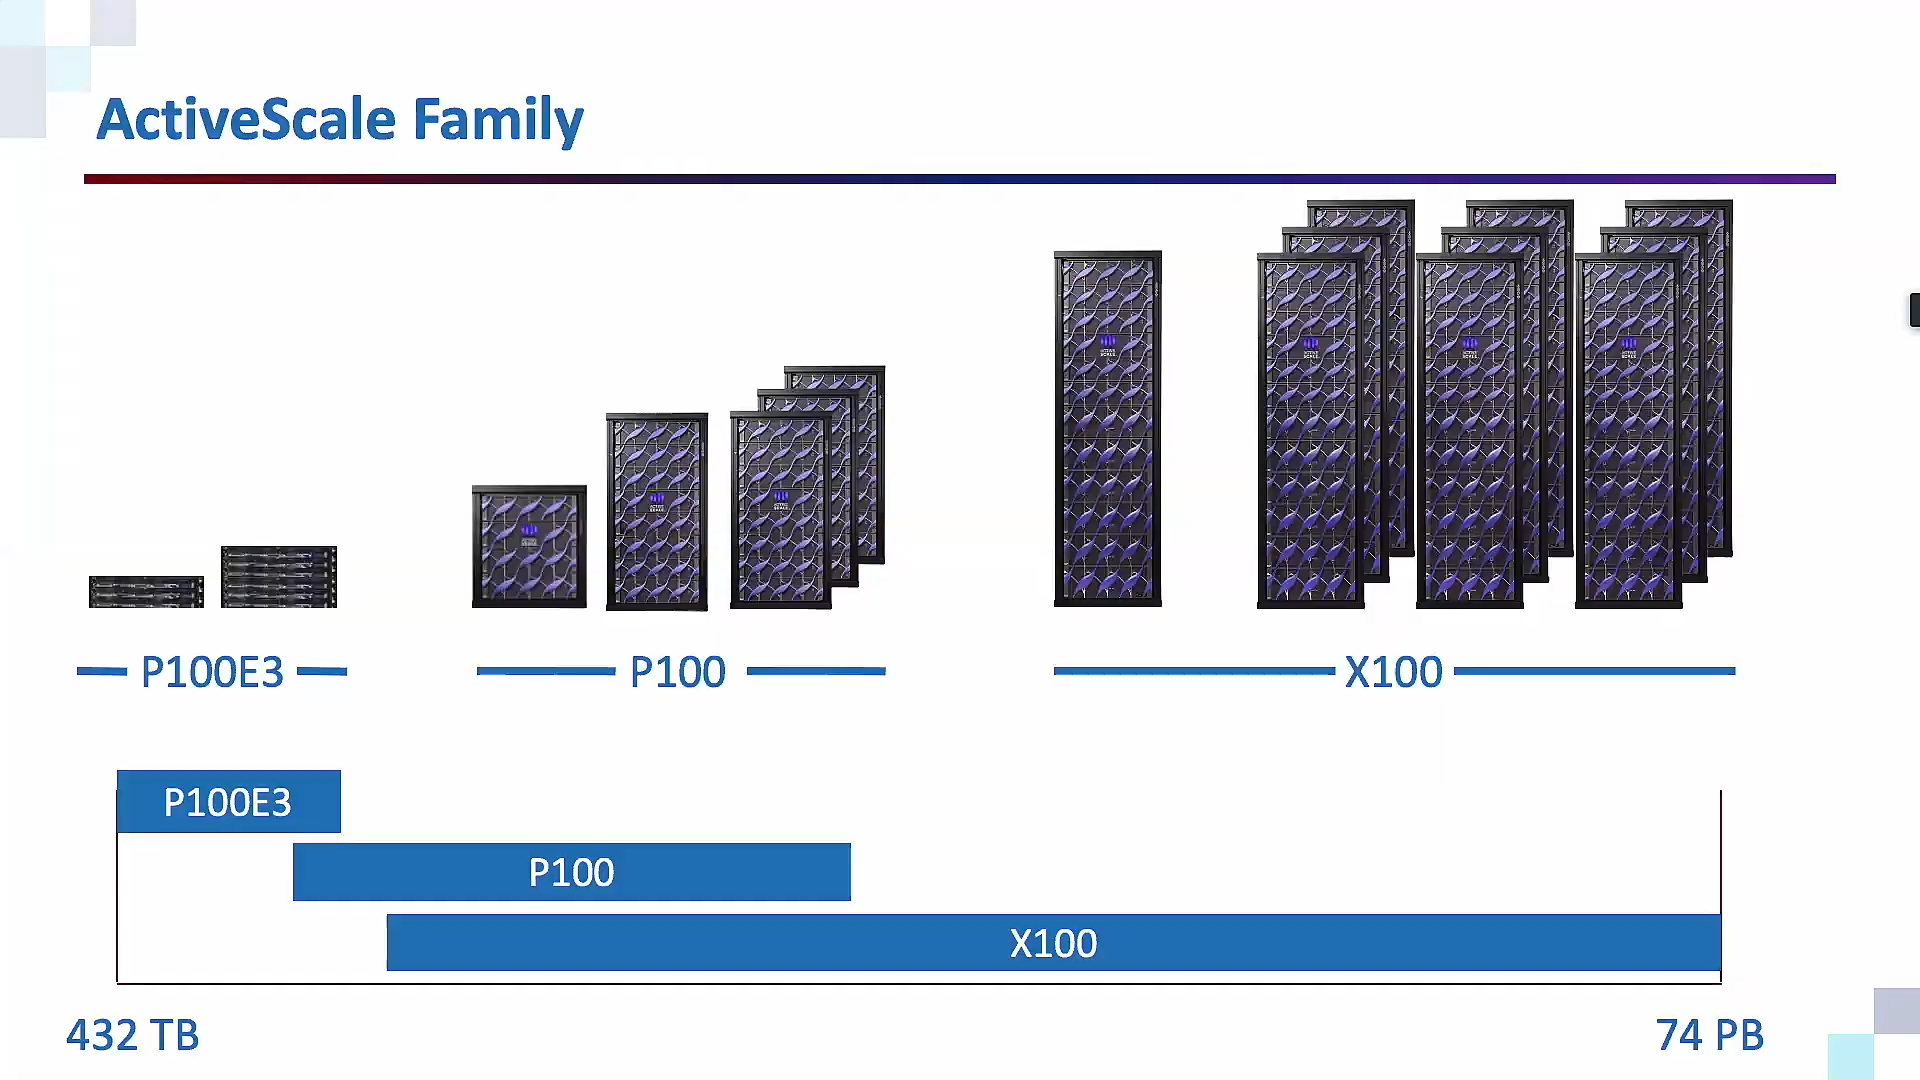 ActiveScale Family
P100E3
P100
X100
P100E3
P100
X100
432 TB
74 PB